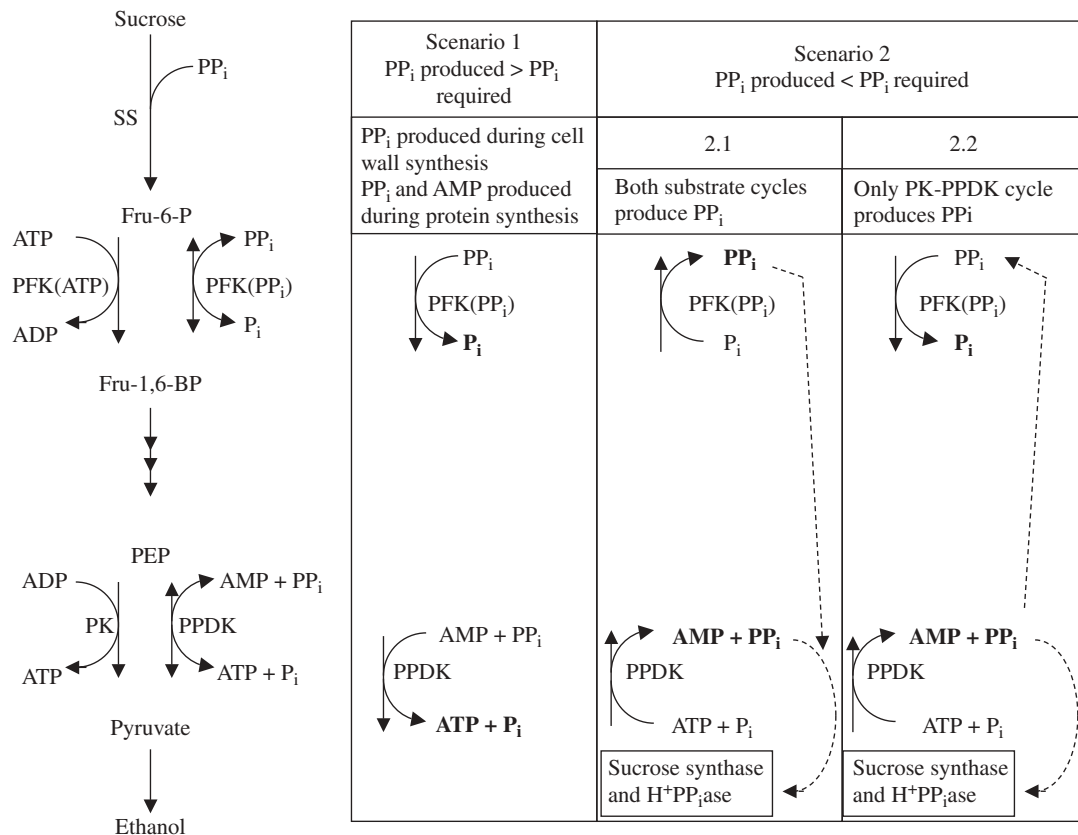 Sucrose
PPi
SS
Fru-6-P
ATP
PPi
PFK(ATP)
PFK(PPi)
ADP
Pi
Fru-1,6-BP
PEP
ADP
AMP + PPi
PK
PPDK
ATP
ATP + Pi
Pyruvate
Ethanol
Scenario 1
PPi produced > PPi
required
Scenario 2
PPi produced < PPi required
PPi produced during cell
wall synthesis
PPi and AMP produced
during protein synthesis
2.1
2.2
Both substrate cycles
produce PPi
Only PK-PPDK cycle
produces PPi
PPi
PFK(PPi)
Pi
AMP + PPi
PPDK
ATP + Pi
PPi
PFK(PPi)
Pi
AMP + PPi
PPDK
ATP + Pi
Sucrose synthase
and H+PPiase
PPi
PFK(PPi)
Pi
AMP + PPi
PPDK
ATP + Pi
Sucrose synthase
and H+PPiase